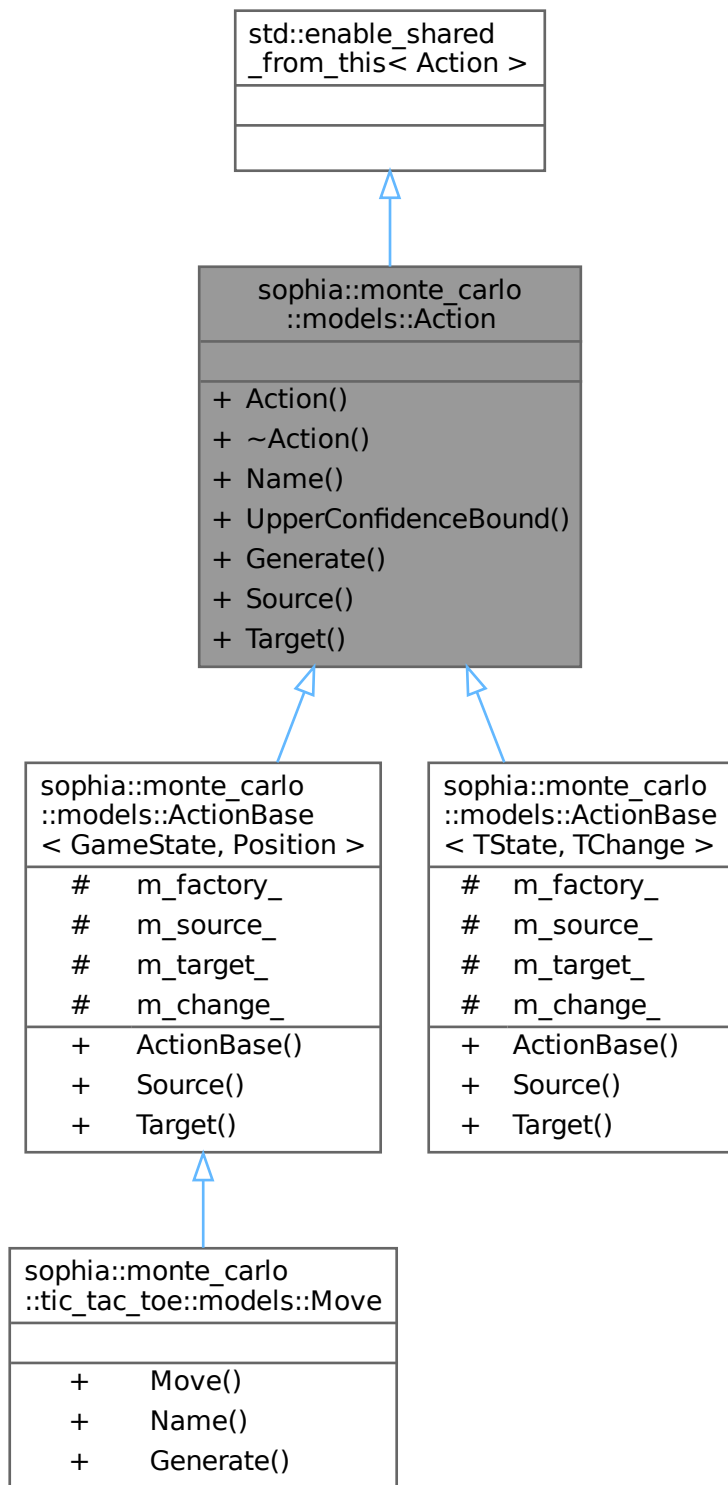 std::enable_shared
_from_this< Action >
sophia::monte_carlo
::models::Action
+ Action()
+ ~Action()
+ Name()
+ UpperConfidenceBound()
+ Generate()
+ Source()
+ Target()
sophia::monte_carlo
::models::ActionBase
< GameState, Position >
# m_factory_
# m_source_
# m_target_
# m_change_
+ ActionBase()
+ Source()
+ Target()
sophia::monte_carlo
::models::ActionBase
< TState, TChange >
# m_factory_
# m_source_
# m_target_
# m_change_
+ ActionBase()
+ Source()
+ Target()
sophia::monte_carlo
::tic_tac_toe::models::Move
+ Move()
+ Name()
+ Generate()